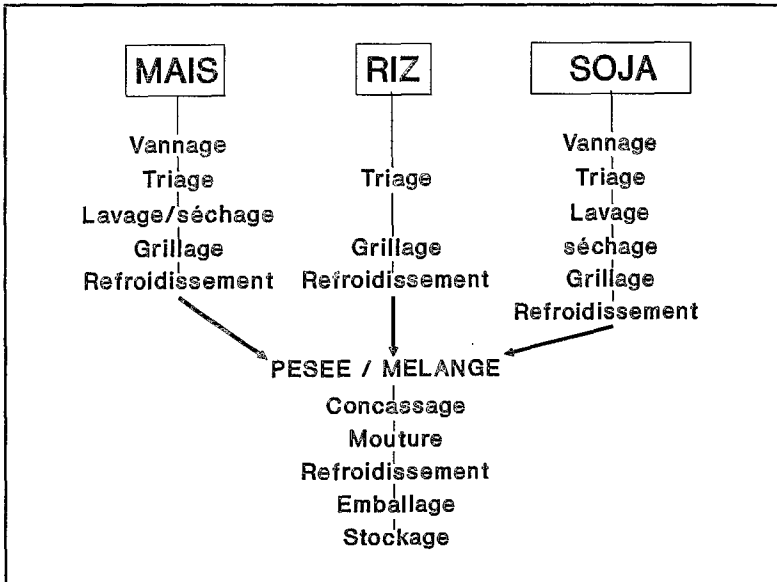 MAIS
Vannage
Triage
Lavage/séchage
Grillage
Refroidissement
RIZ
Triage
Grillage
Refroidissement
SOJA
Vannage
Triage
Lavage
séchage
Grillage
Refroidissement
PESEE / MELANGE
Concassage
Mouture
Refroidissement
Emballage
Stockage